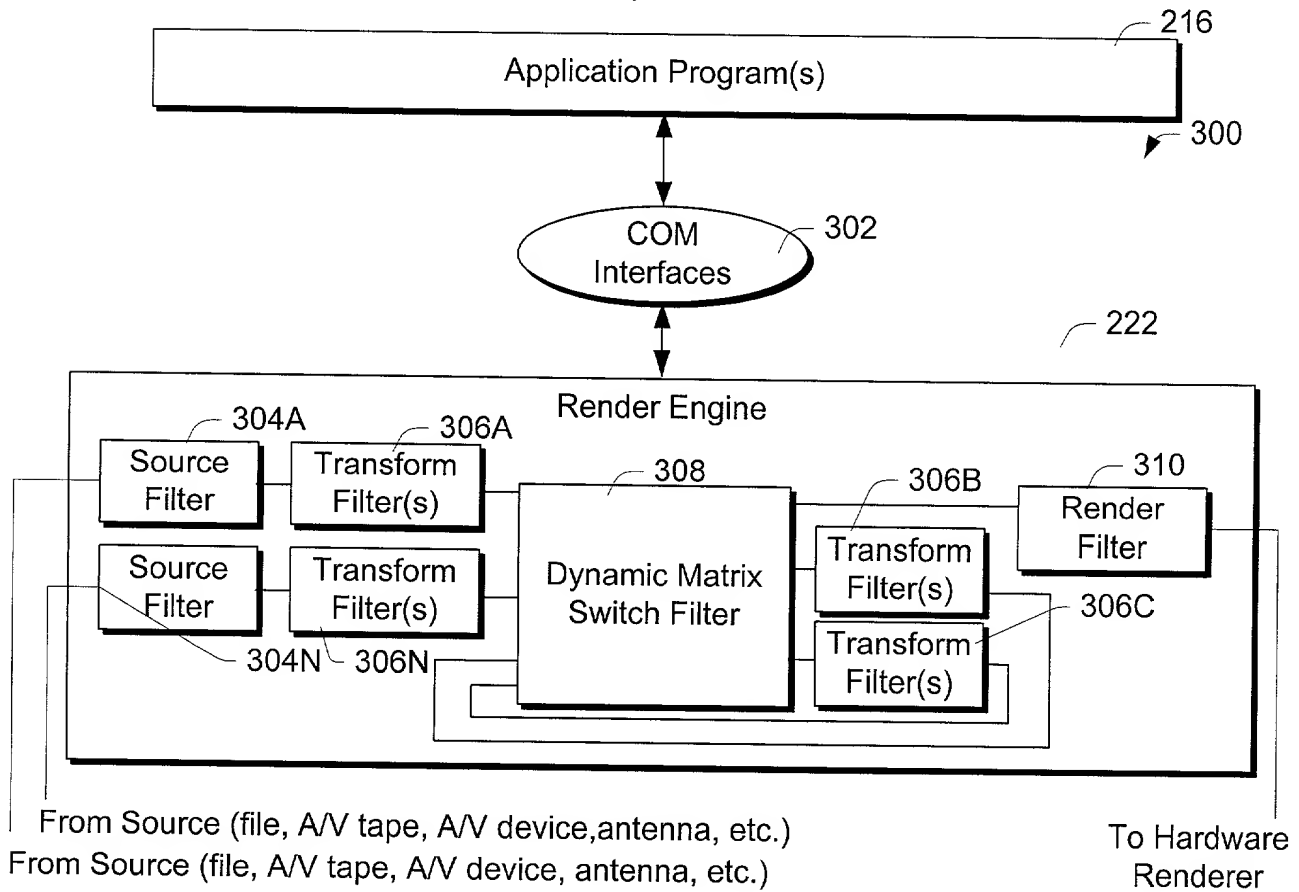 216
Application Program(s)
300
COM
Interfaces
302
222
Render Engine
304A
306A
308
306B
310
Source
Filter
Transform
Filter(s)
Render
Filter
Source
Filter
Transform
Filter(s)
Dynamic Matrix
Switch Filter
Transform
Filter(s)
306C
Transform
Filter(s)
304N
306N
From Source (file, A/V tape, A/V device,antenna, etc.)
From Source (file, A/V tape, A/V device, antenna, etc.)
To Hardware
Renderer